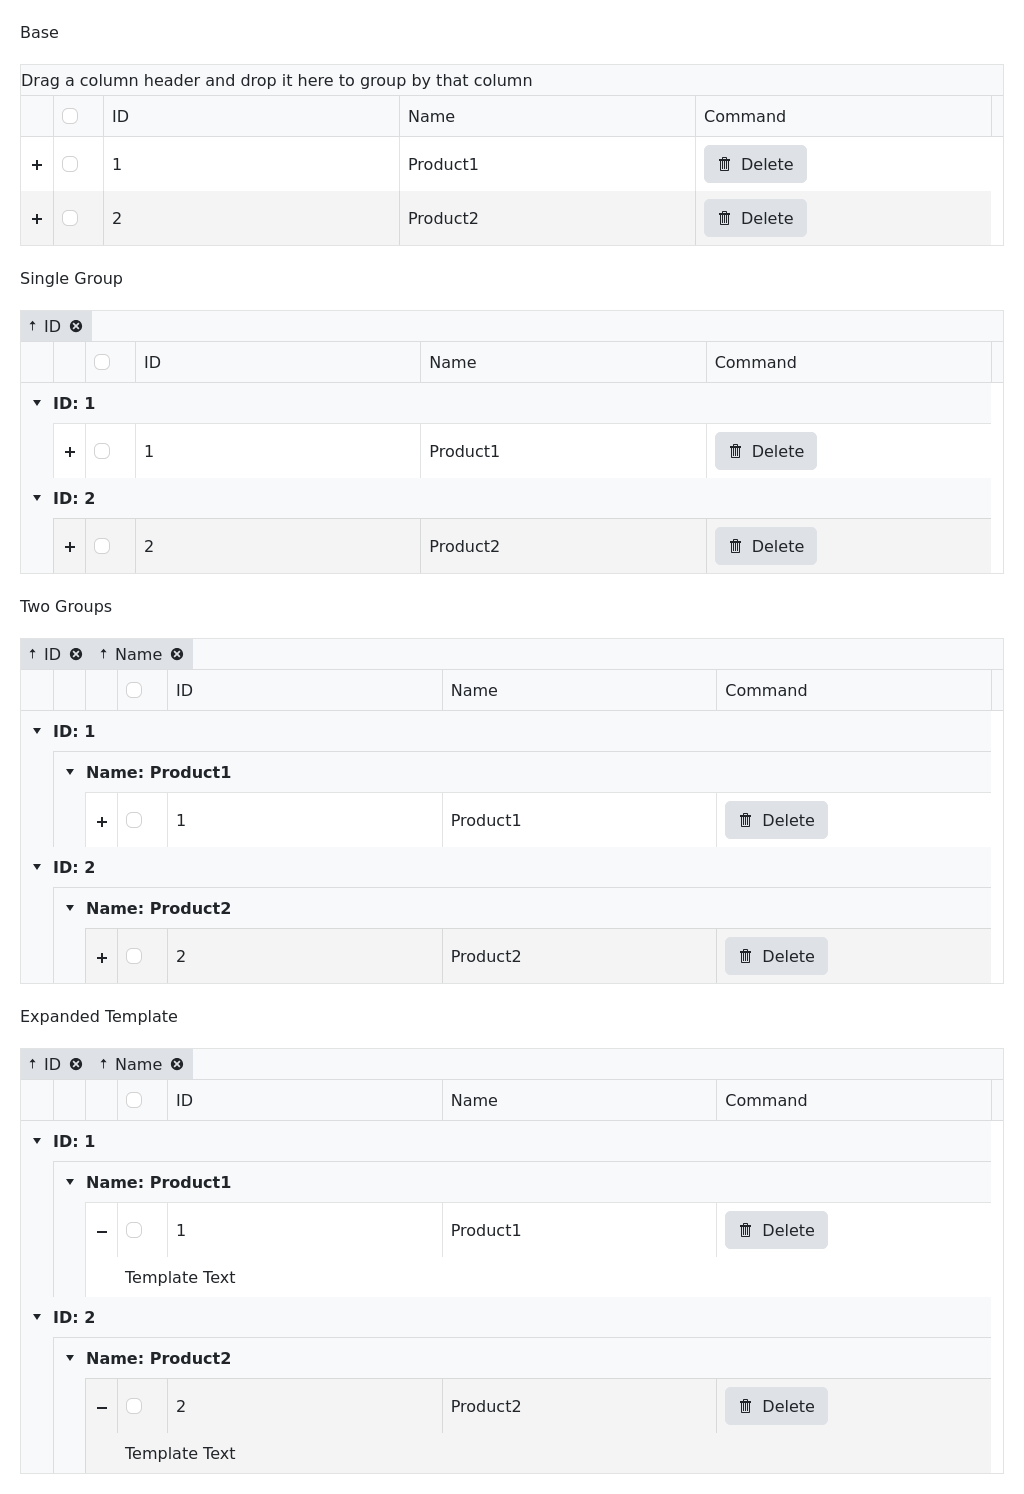 Base
Drag a column header and drop it here to group by that column
ID Name Command
1 Product1 Delete
2 Product2 Delete
Single Group
ID
ID Name Command
ID: 1
1 Product1 Delete
ID: 2
2 Product2 Delete
Two Groups
ID Name
ID Name Command
ID: 1
Name: Product1
1 Product1 Delete
ID: 2
Name: Product2
2 Product2 Delete
Expanded Template
ID Name
ID Name Command
ID: 1
Name: Product1
1 Product1 Delete
Template Text
ID: 2
Name: Product2
2 Product2 Delete
Template Text